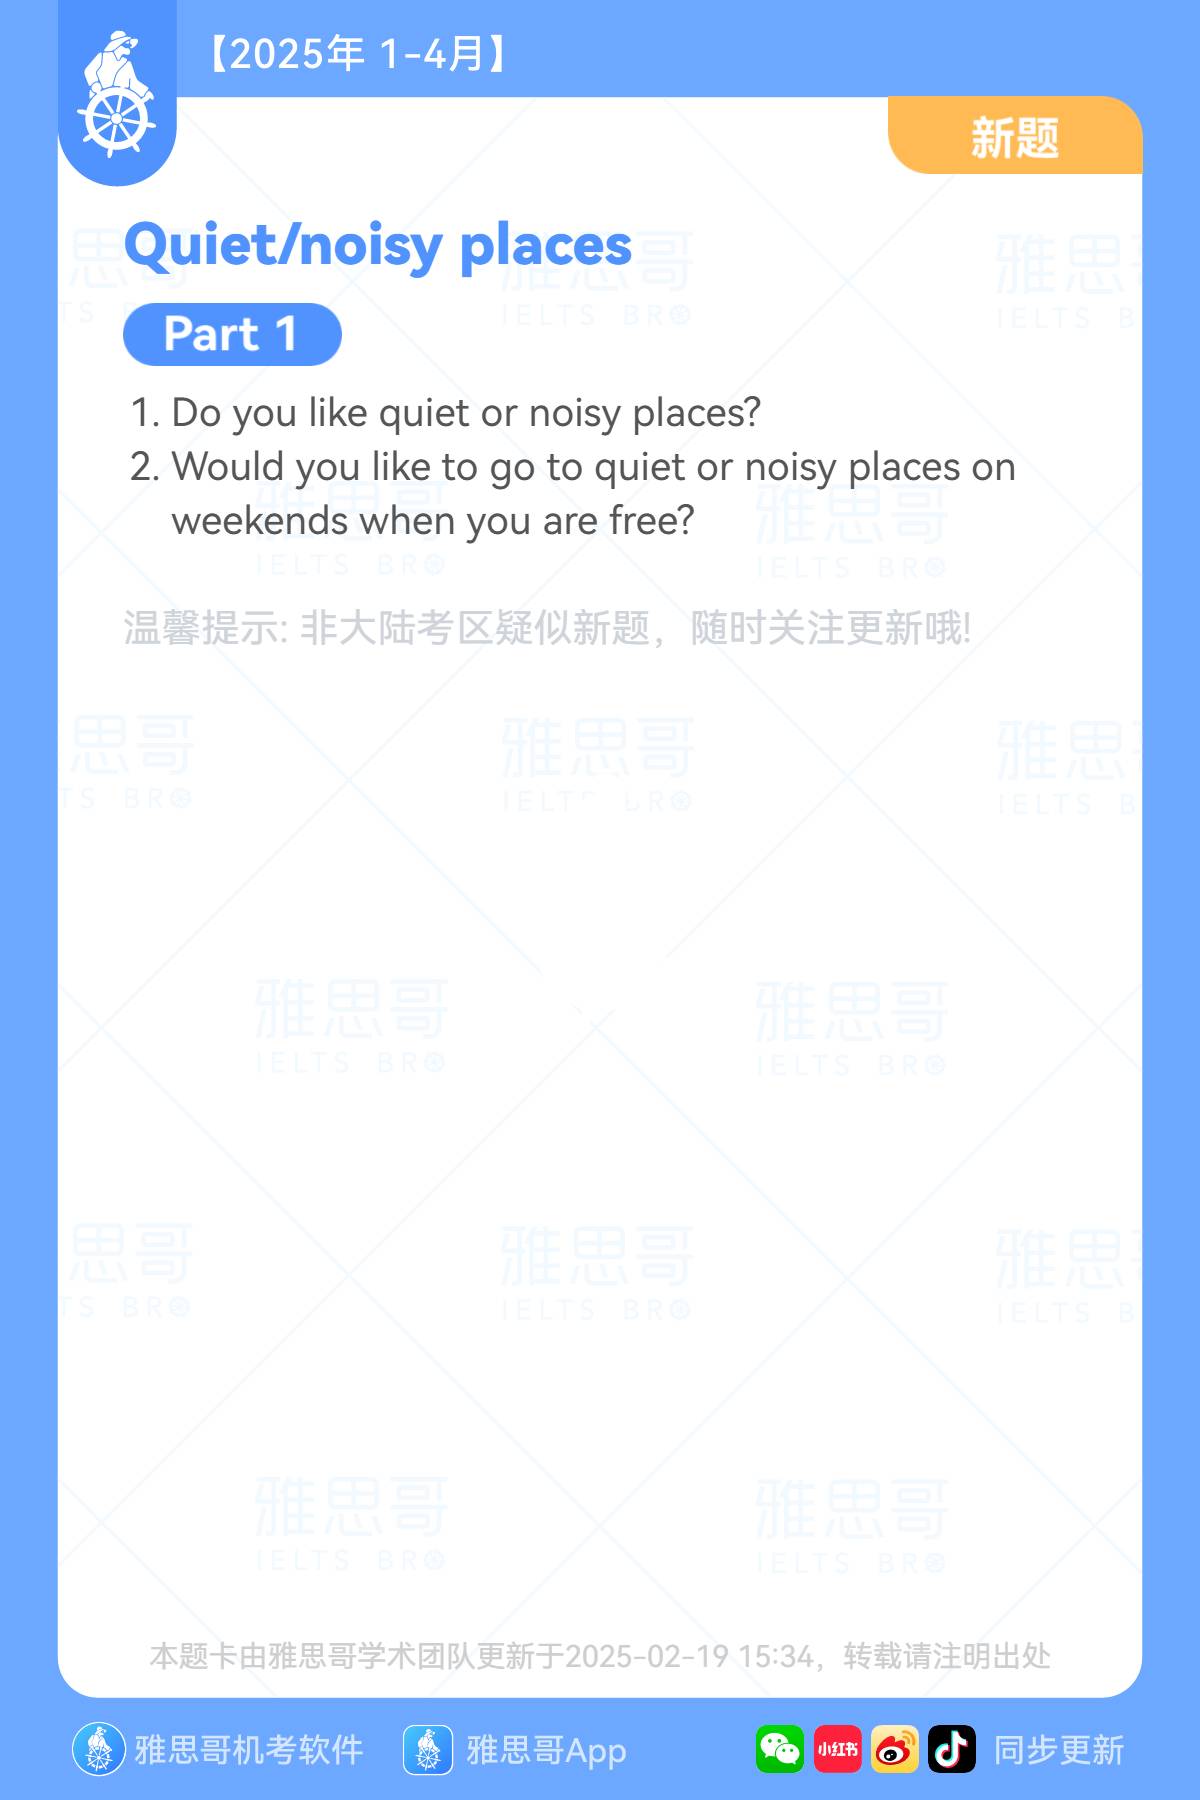 【2025年 1-4月】
新题
Quiet/noisy places
Part 1
1. Do you like quiet or noisy places?
2. Would you like to go to quiet or noisy places on
weekends when you are free?
温馨提示: 非大陆考区疑似新题，随时关注更新哦!
雅思哥
IELTS BRO
本题卡由雅思哥学术团队更新于2025-02-19 15:34，转载请注明出处
雅思哥机考软件 雅思哥App 小红书 同步更新